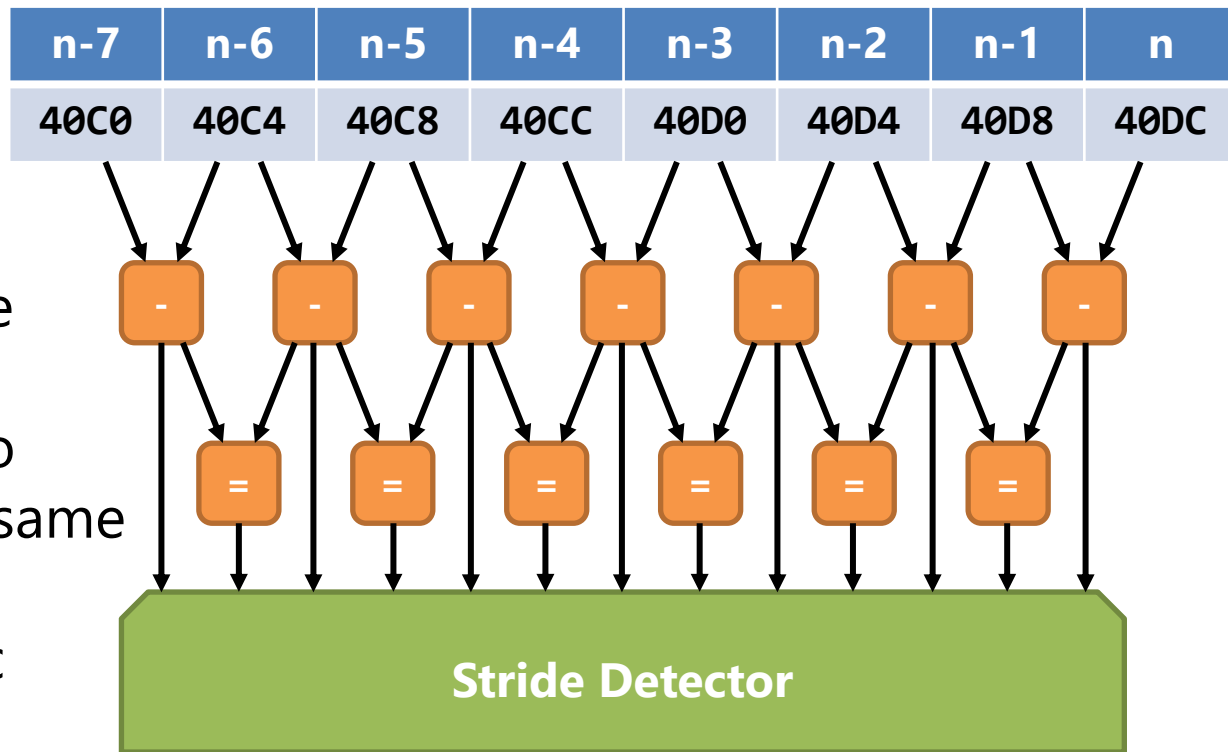 n-7 n-6 n-5 n-4 n-3 n-2 n-1 n
40C0 40C4 40C8 40CC 40D0 40D4 40D8 40DC
- - - - - - -
= = = = = =
same
Stride Detector